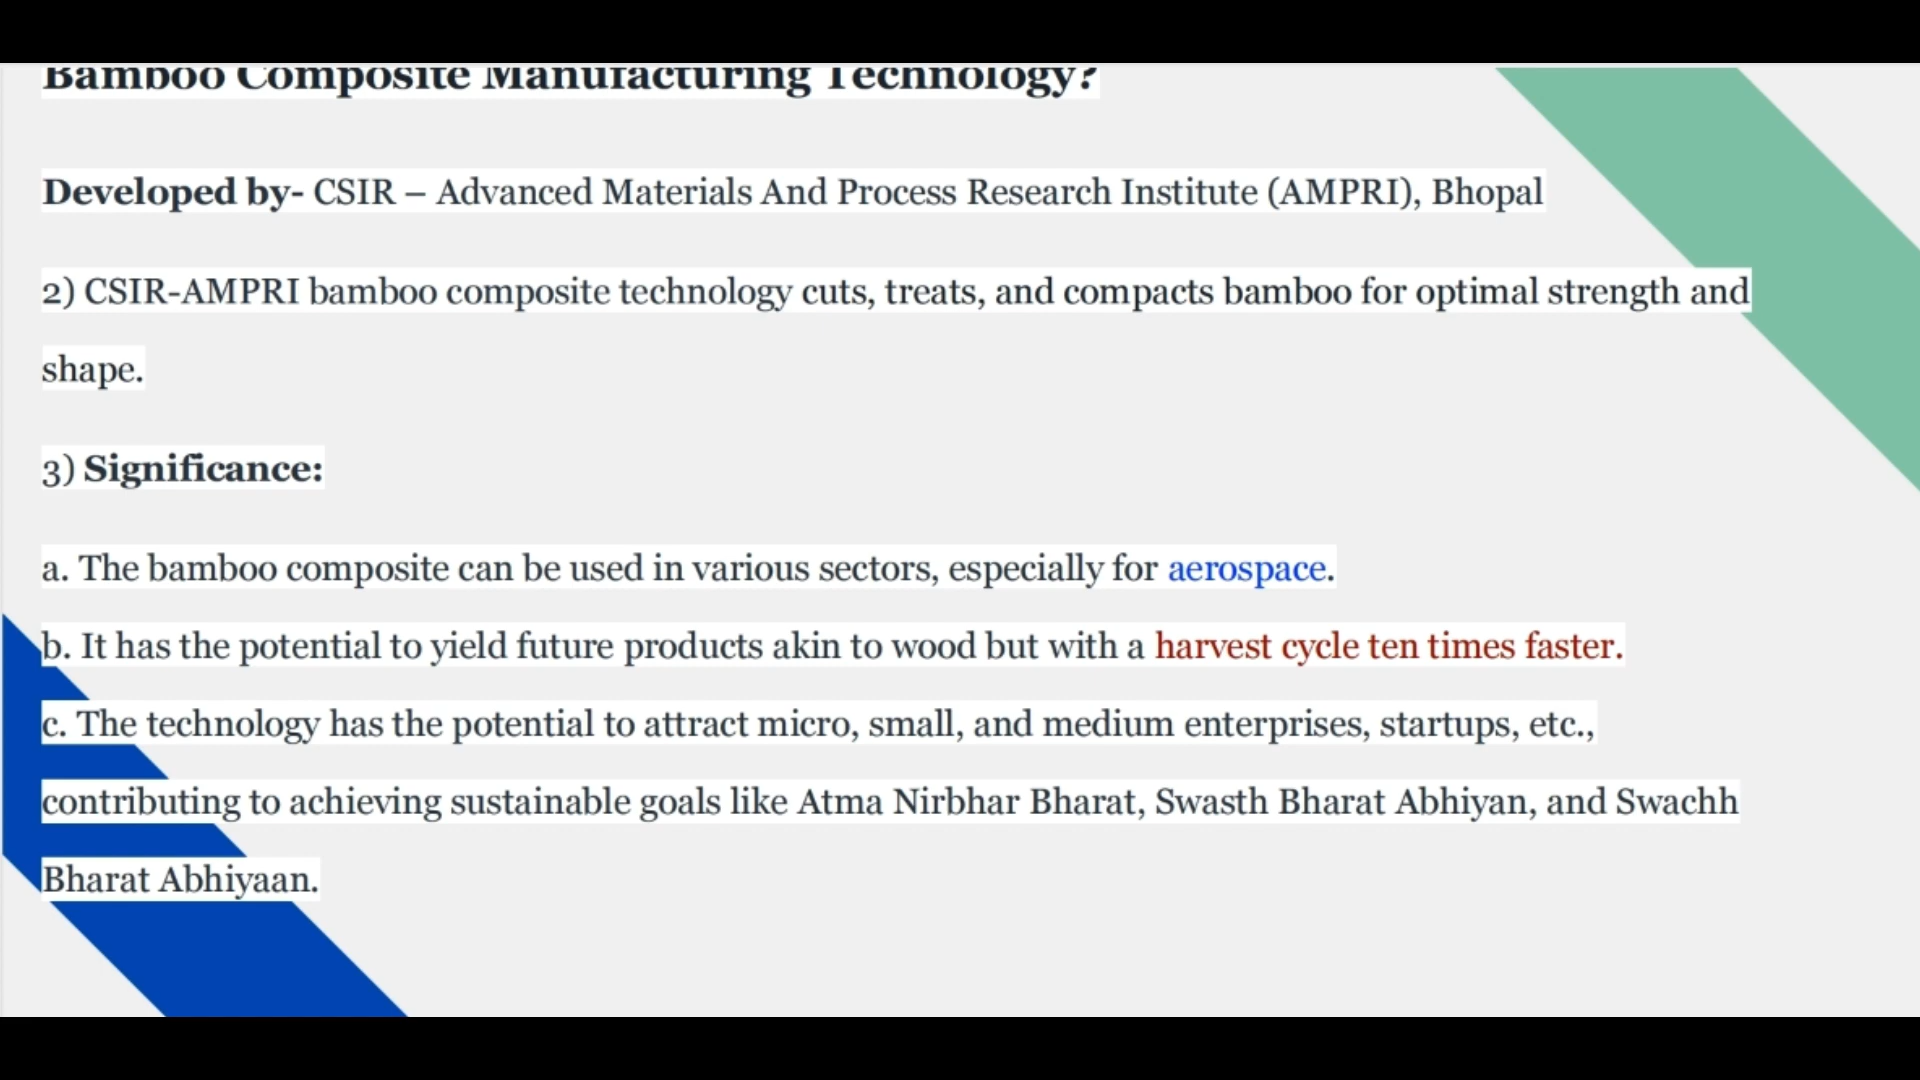 Bamboo Composite Manufacturing Technology?
Developed by- CSIR – Advanced Materials And Process Research Institute (AMPRI), Bhopal
2) CSIR-AMPRI bamboo composite technology cuts, treats, and compacts bamboo for optimal strength and
shape.
3) Significance:
a. The bamboo composite can be used in various sectors, especially for aerospace.
b. It has the potential to yield future products akin to wood but with a harvest cycle ten times faster.
c. The technology has the potential to attract micro, small, and medium enterprises, startups, etc.,
contributing to achieving sustainable goals like Atma Nirbhar Bharat, Swasth Bharat Abhiyan, and Swachh
Bharat Abhiyaan.